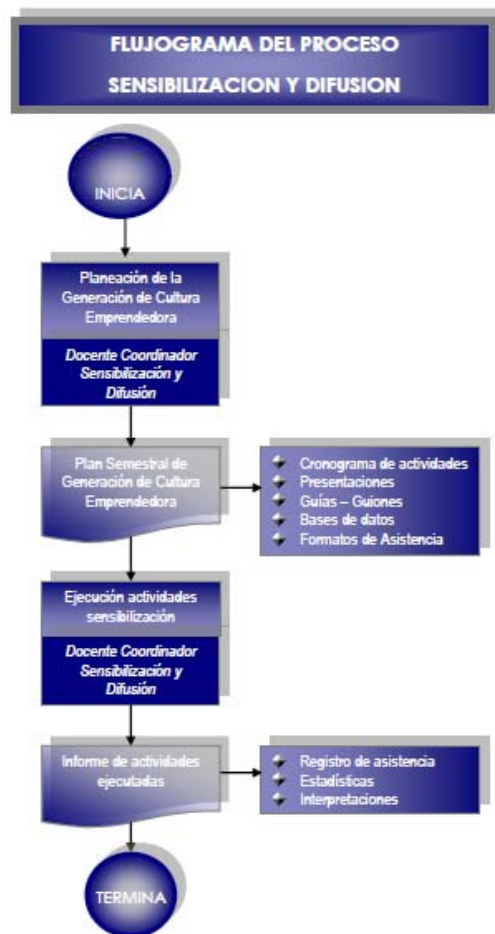 FLUJOGRAMA DEL PROCESO
SENSIBILIZACION Y DIFUSION
INICIA
Planeación de la
Generación de Cultura
Emprendedora
Docente Coordinador
Sensibilización y
Difusión
Plan Semestral de
Generación de Cultura
Emprendedora
Cronograma de actividades
Presentaciones
Guías – Guiones
Bases de datos
Formatos de Asistencia
Ejecución actividades
sensibilización
Docente Coordinador
Sensibilización y
Difusión
Informe de actividades
ejecutadas
Registro de asistencia
Estadísticas
Interpretaciones
TERMINA